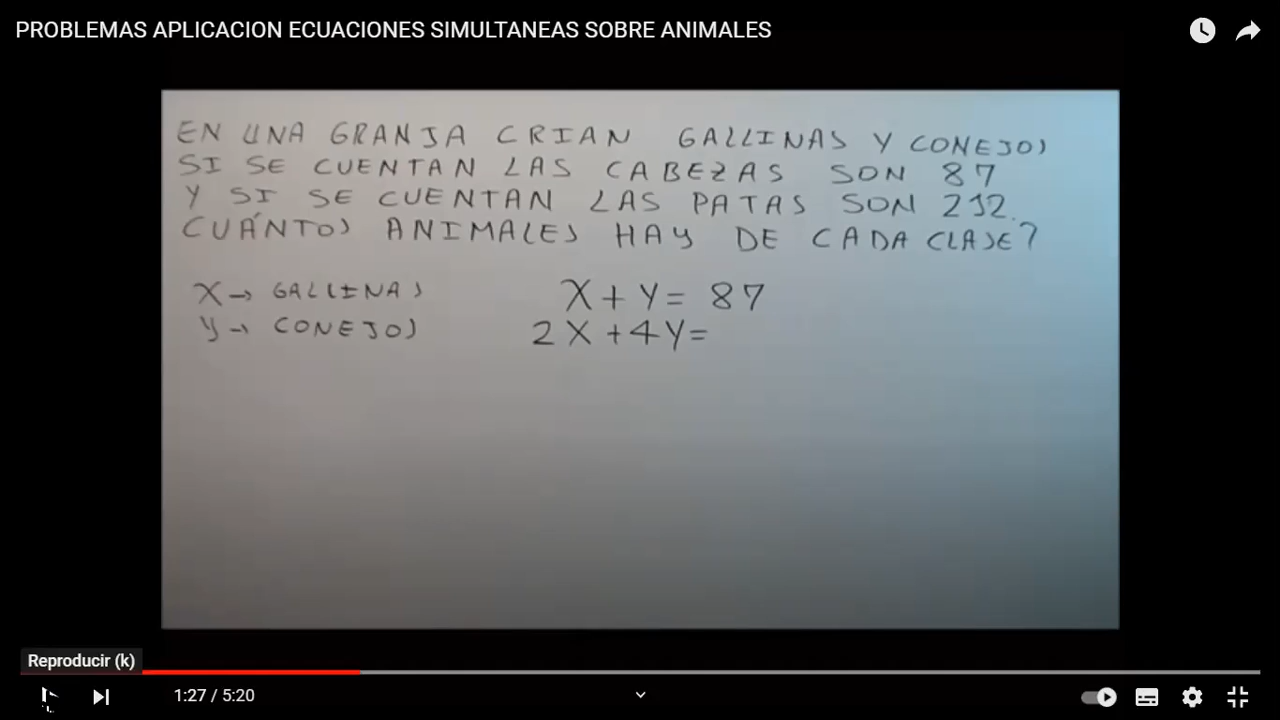 PROBLEMAS APLICACION ECUACIONES SIMULTANEAS SOBRE ANIMALES
EN UNA GRANJA CRIAN GALLINAS Y CONEJOS
SI SE CUENTAN LAS CABEZAS SON 87
Y SI SE CUENTAN LAS PATAS SON 212.
CUÁNTOS ANIMALES HAY DE CADA CLASE?
X → GALLINAS
X + Y = 87
Y → CONEJOS
2X + 4Y =
Reproducir (k)
1:27 / 5:20